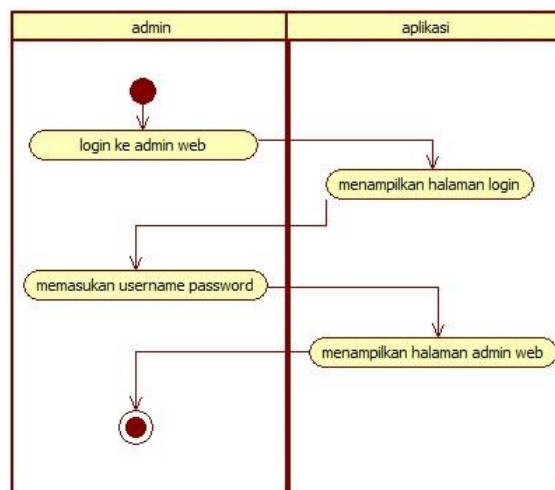 admin
aplikasi
login ke admin web
menampilkan halaman login
memasukan username password
menampilkan halaman admin web